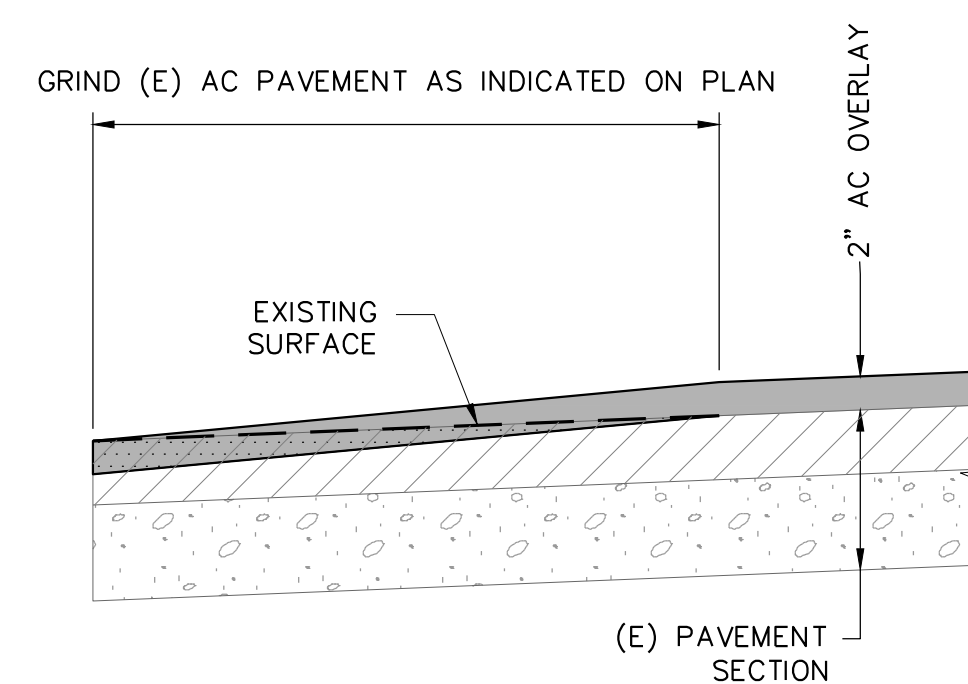 GRIND (E) AC PAVEMENT AS INDICATED ON PLAN
2" AC OVERLAY
EXISTING
SURFACE
(E) PAVEMENT
SECTION